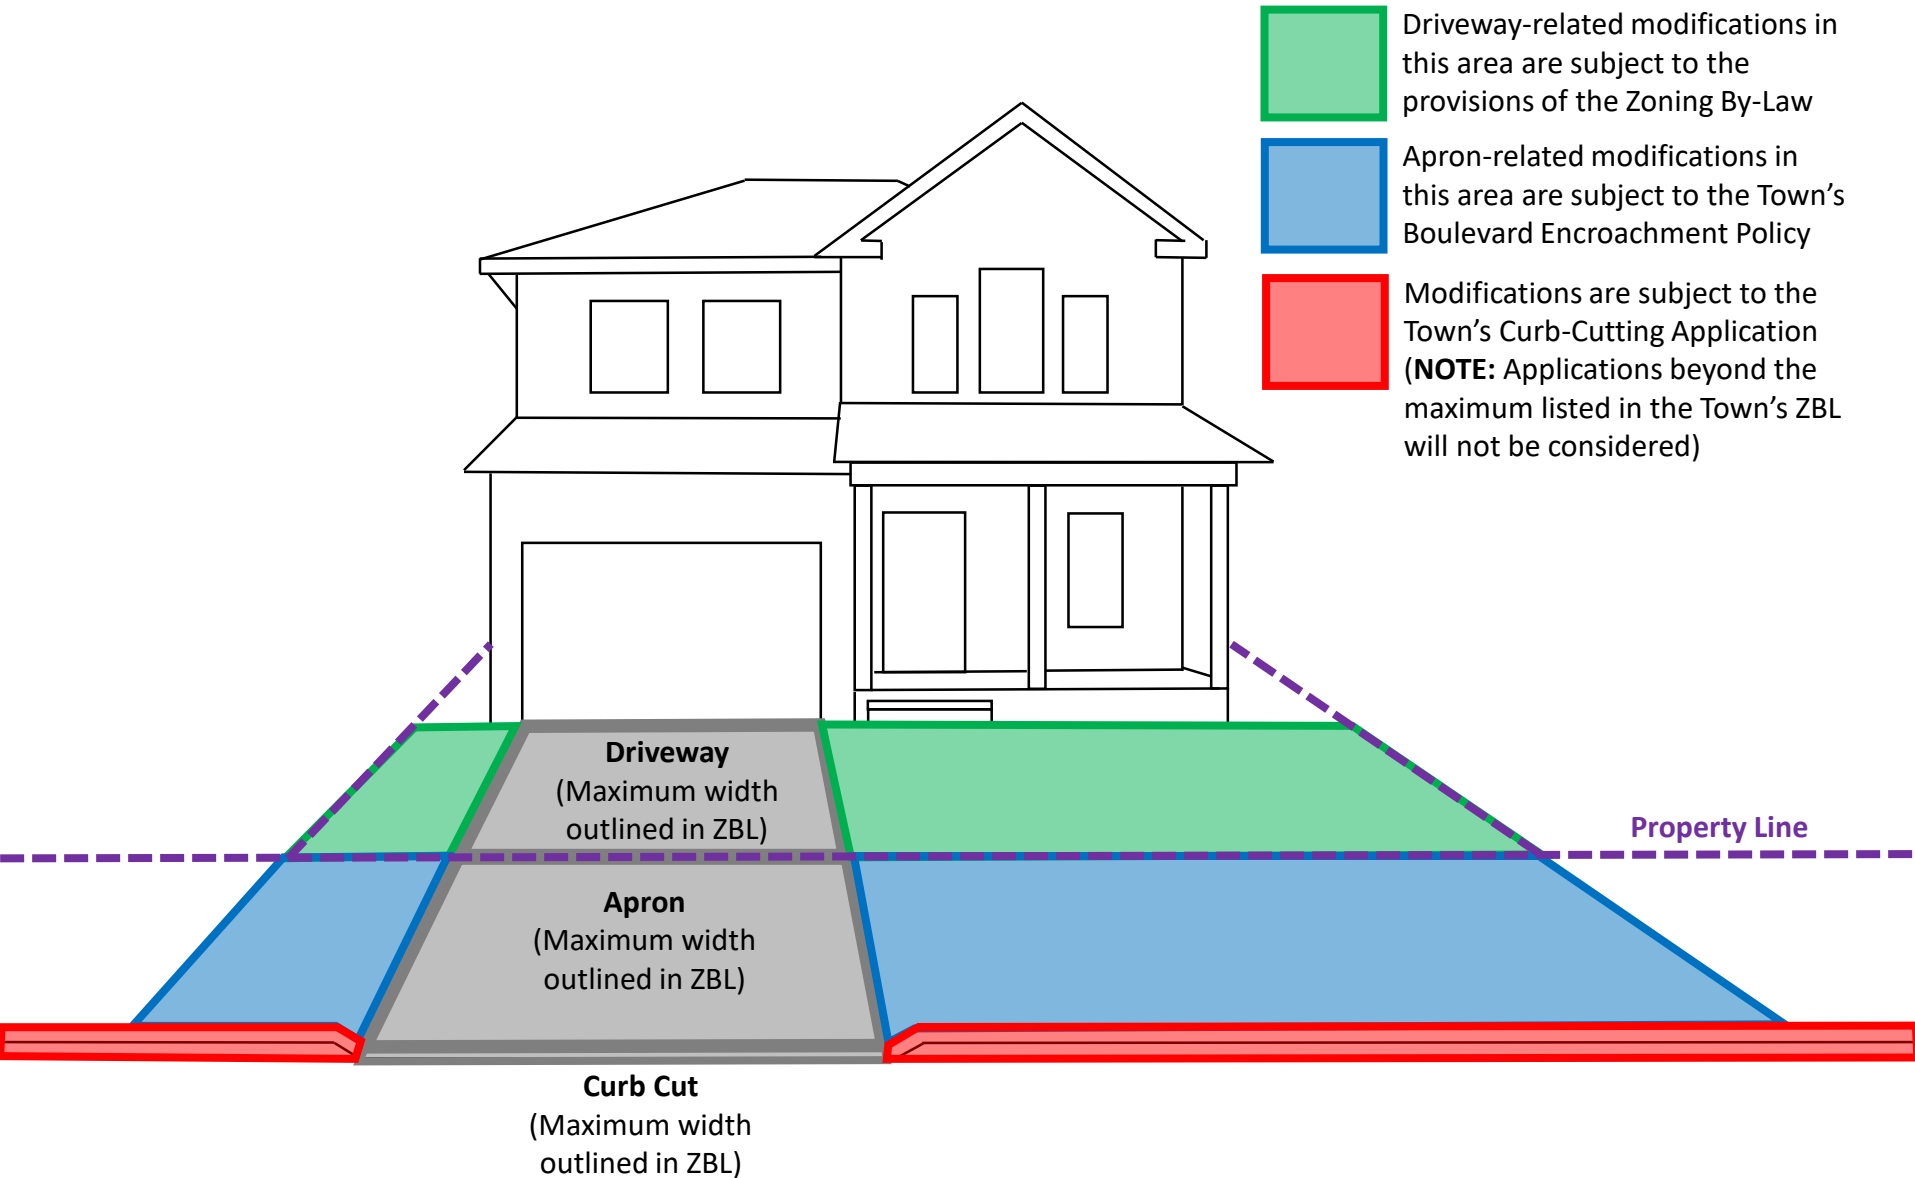 Driveway-related modifications in
this area are subject to the
provisions of the Zoning By-Law
Apron-related modifications in
this area are subject to the Town’s
Boulevard Encroachment Policy
Modifications are subject to the
Town’s Curb-Cutting Application
(NOTE: Applications beyond the
maximum listed in the Town’s ZBL
will not be considered)
Driveway
(Maximum width
outlined in ZBL)
Property Line
Apron
(Maximum width
outlined in ZBL)
Curb Cut
(Maximum width
outlined in ZBL)